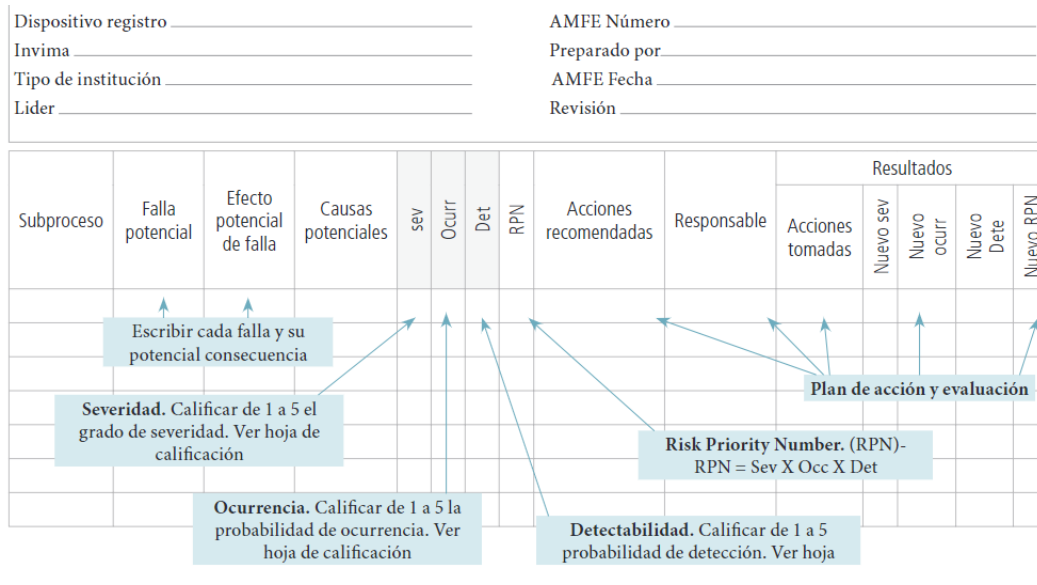 Dispositivo registro
AMFE Número
Invima
Preparado por
Tipo de institución
AMFE Fecha
Lider
Revisión
Resultados
Subproceso
Falla
potencial
Efecto
potencial
de falla
Causas
potenciales
sev
Ocurr
Det
RPN
Acciones
recomendadas
Responsable
Acciones
tomadas
Nuevo sev
Nuevo
ocurr
Nuevo
Dete
Nuevo RPN
Escribir cada falla y su
potencial consecuencia
Plan de acción y evaluación
Severidad. Calificar de 1 a 5 el
grado de severidad. Ver hoja de
calificación
Risk Priority Number. (RPN)-
RPN = Sev X Occ X Det
Ocurrencia. Calificar de 1 a 5 la
probabilidad de ocurrencia. Ver
hoja de calificación
Detectabilidad. Calificar de 1 a 5
probabilidad de detección. Ver hoja